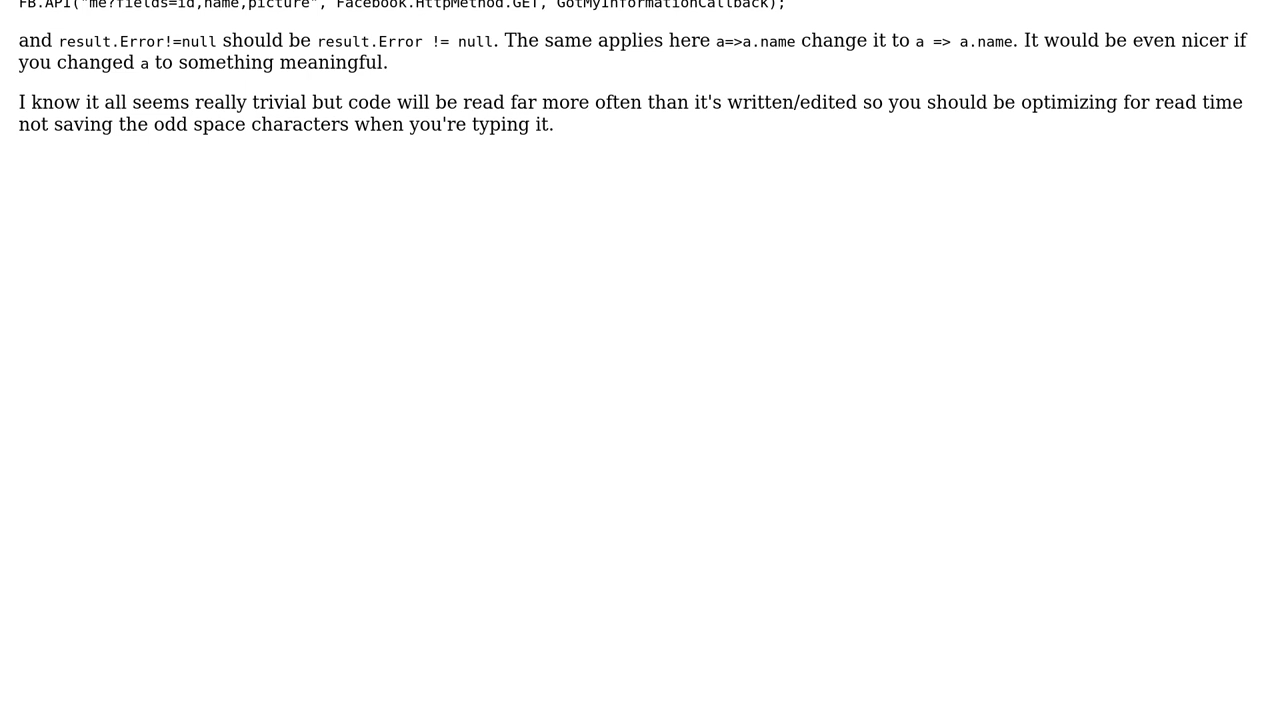 FB.API("me?fields=id,name,picture", Facebook.HttpMethod.GET, GotMyInformationCallback);
and result.Error!=null should be result.Error != null. The same applies here a=>a.name change it to a => a.name. It would be even nicer if
you changed a to something meaningful.
I know it all seems really trivial but code will be read far more often than it's written/edited so you should be optimizing for read time
not saving the odd space characters when you're typing it.